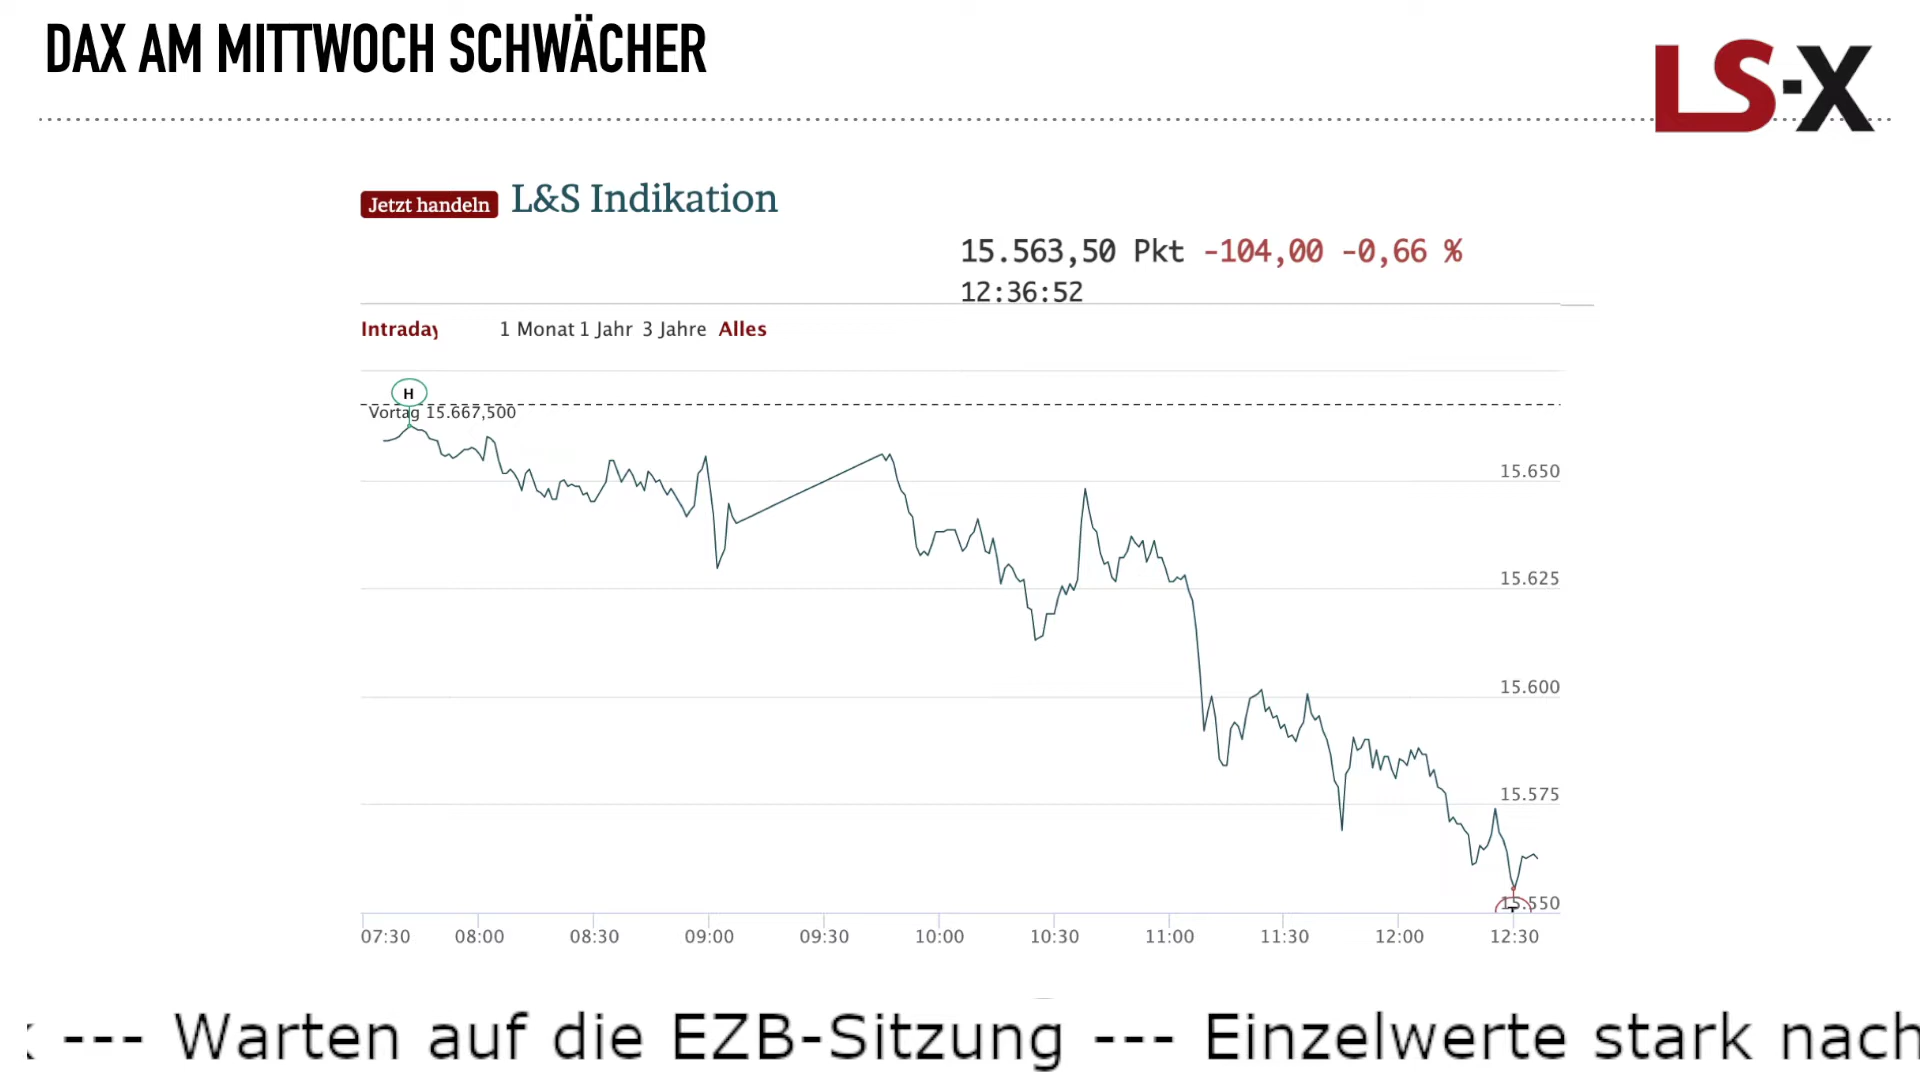 DAX AM MITTWOCH SCHWÄCHER
LS-X
Jetzt handeln L&S Indikation
15.563,50 Pkt -104,00 -0,66 %
12:36:52
Intraday 1 Monat 1 Jahr 3 Jahre Alles
H
Vortag 15.667,500
15.650
15.625
15.600
15.575
15.550
T
07:30 08:00 08:30 09:00 09:30 10:00 10:30 11:00 11:30 12:00 12:30
--- Warten auf die EZB-Sitzung --- Einzelwerte stark nach